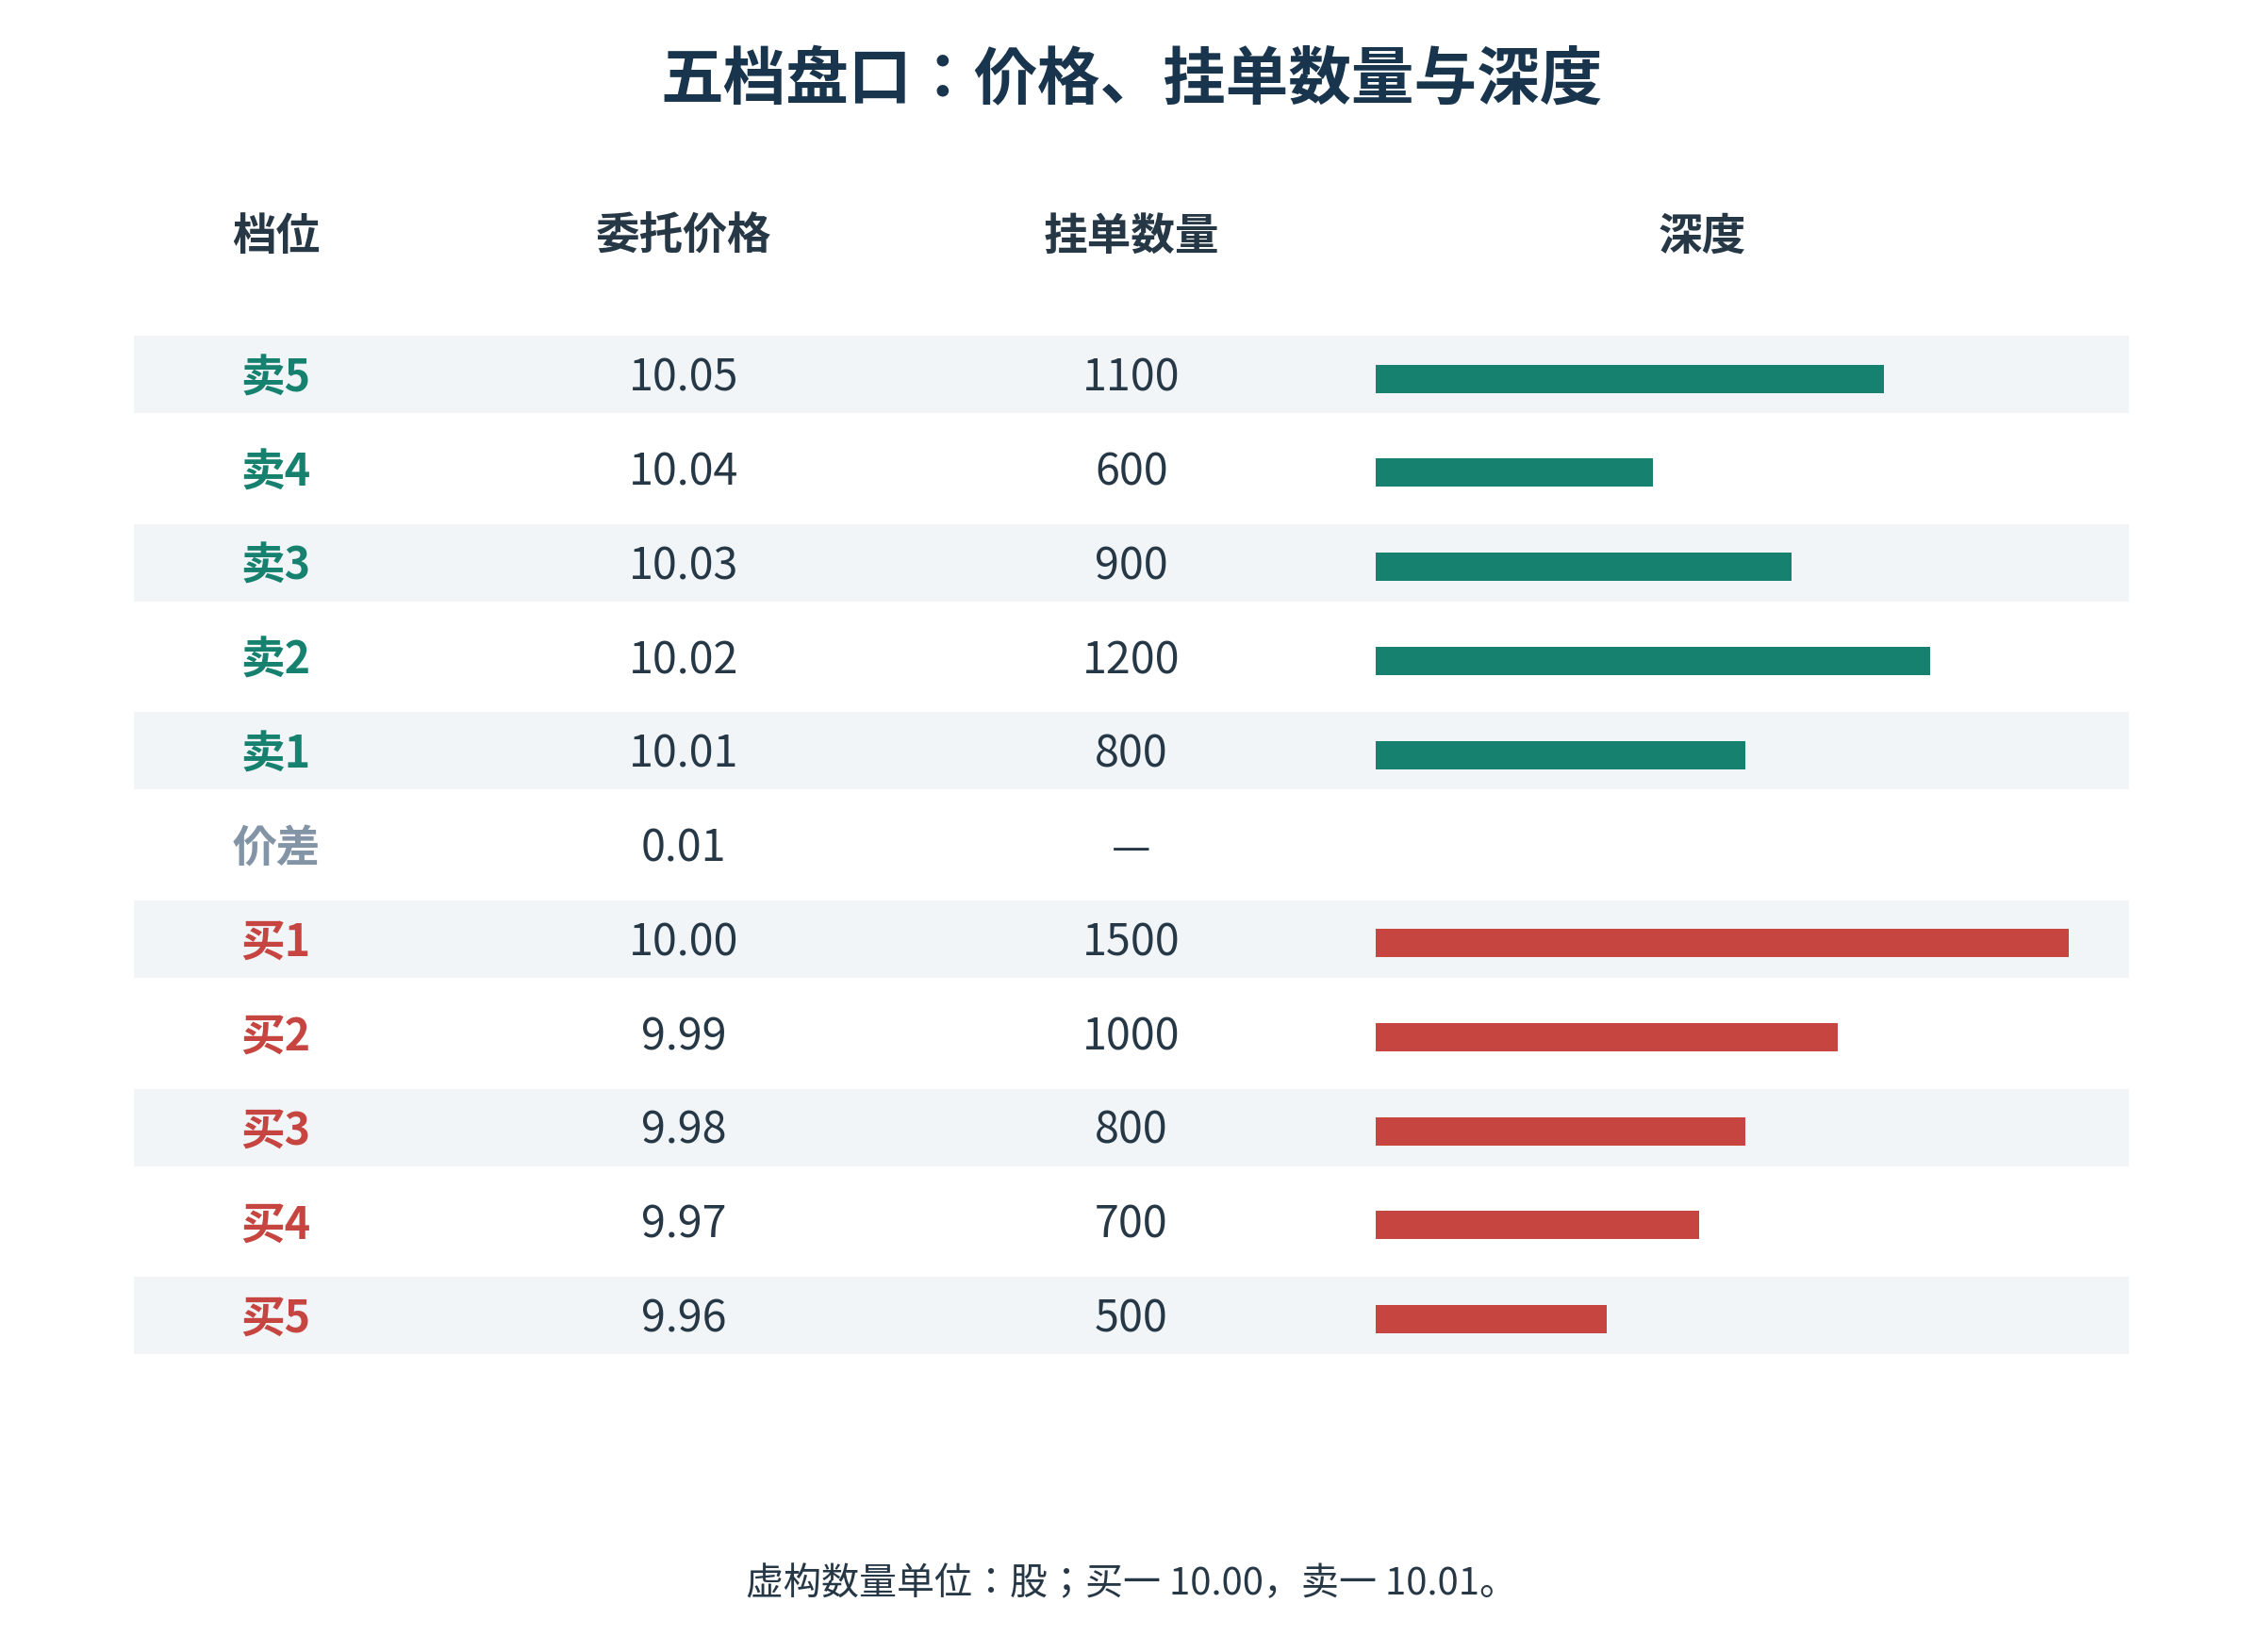 五档盘口：价格、挂单数量与深度
档位 委托价格 挂单数量 深度
卖5 10.05 1100
卖4 10.04 600
卖3 10.03 900
卖2 10.02 1200
卖1 10.01 800
价差 0.01 —
买1 10.00 1500
买2 9.99 1000
买3 9.98 800
买4 9.97 700
买5 9.96 500
虚构数量单位：股；买一 10.00，卖一 10.01。